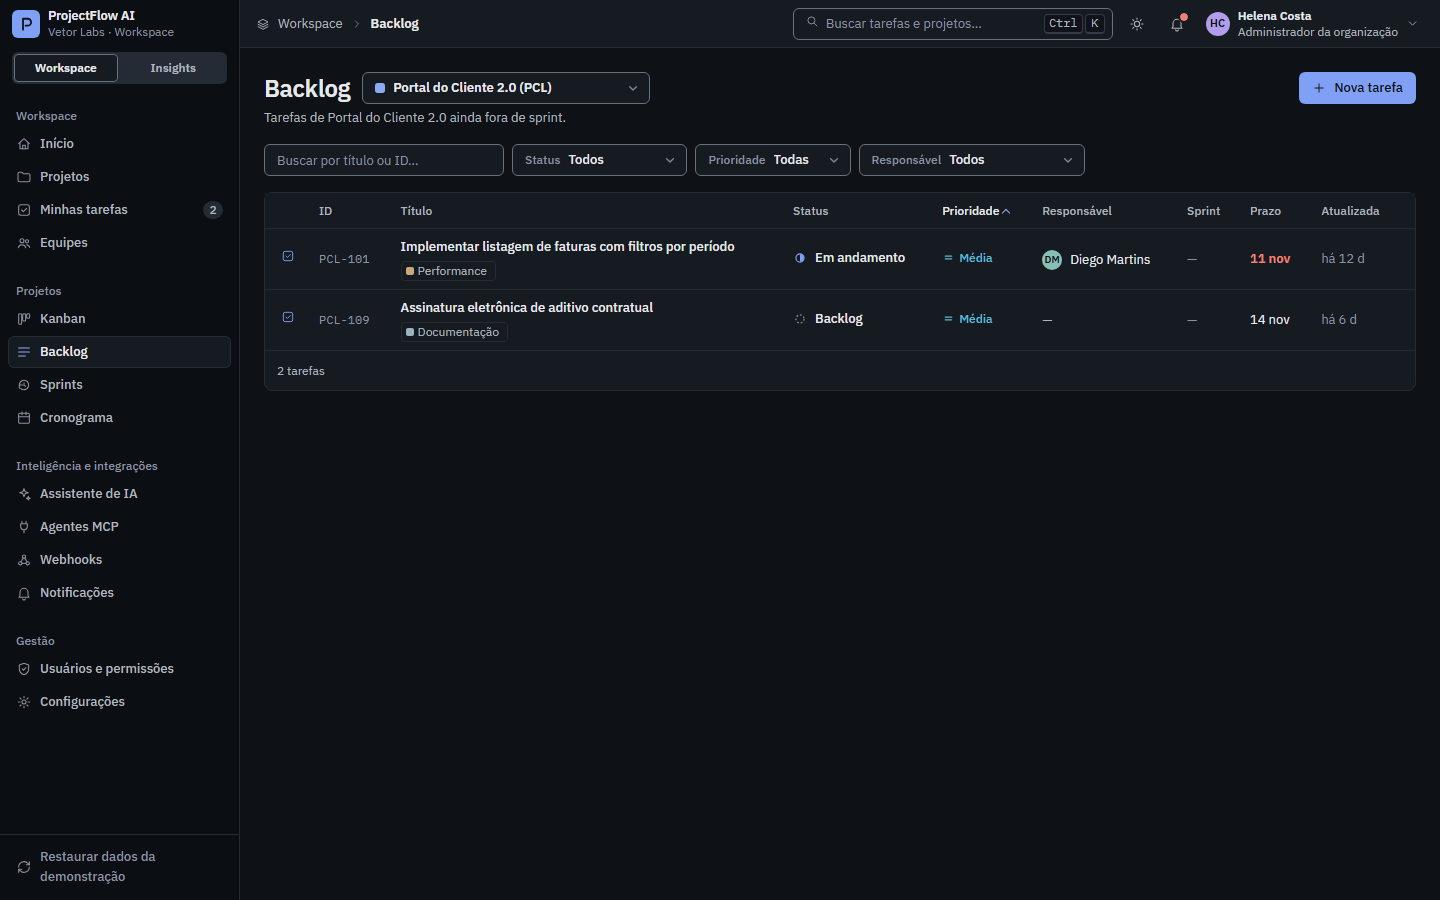 ProjectFlow AI
Vetor Labs · Workspace
Workspace
Insights
Workspace
Início
Projetos
Minhas tarefas
2
Equipes
Projetos
Kanban
Backlog
Sprints
Cronograma
Inteligência e integrações
Assistente de IA
Agentes MCP
Webhooks
Notificações
Gestão
Usuários e permissões
Configurações
Restaurar dados da
demonstração
Workspace
Backlog
Buscar tarefas e projetos...
Ctrl K
HC
Helena Costa
Administrador da organização
Backlog
Portal do Cliente 2.0 (PCL)
Nova tarefa
Tarefas de Portal do Cliente 2.0 ainda fora de sprint.
Buscar por título ou ID...
Status Todos
Prioridade Todas
Responsável Todos
ID Título Status Prioridade Responsável Sprint Prazo Atualizada
PCL-101 Implementar listagem de faturas com filtros por período Em andamento Média DM Diego Martins — 11 nov há 12 d
Performance
PCL-109 Assinatura eletrônica de aditivo contratual Backlog Média — — 14 nov há 6 d
Documentação
2 tarefas